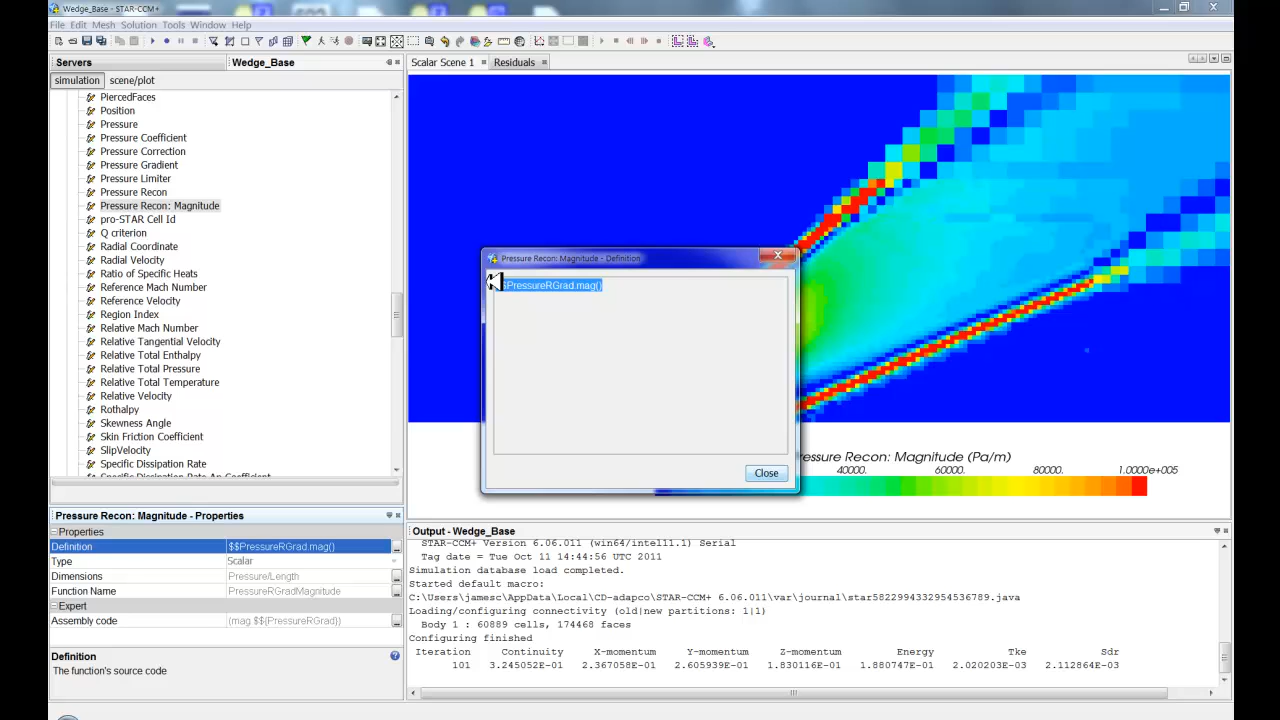 Wedge_Base - STAR-CCM+
File Edit Mesh Solution Tools Window Help
Servers
Wedge_Base
simulation
scene/plot
PiercedFaces
Position
Pressure
Pressure Coefficient
Pressure Correction
Pressure Gradient
Pressure Limiter
Pressure Recon
Pressure Recon: Magnitude
pro-STAR Cell Id
Q criterion
Radial Coordinate
Radial Velocity
Ratio of Specific Heats
Reference Mach Number
Reference Velocity
Region Index
Relative Mach Number
Relative Tangential Velocity
Relative Total Enthalpy
Relative Total Pressure
Relative Total Temperature
Relative Velocity
Rothalpy
Skewness Angle
Skin Friction Coefficient
SlipVelocity
Specific Dissipation Rate
Specific Dissipation Rate Ap Coefficient
Pressure Recon: Magnitude - Properties
Properties
Definition $$PressureRGrad.mag()
Type Scalar
Dimensions Pressure/Length
Function Name PressureRGradMagnitude
Expert
Assembly code (mag $${PressureRGrad})
Definition
The function's source code
Scalar Scene 1
Residuals
Pressure Recon: Magnitude - Definition
$PressureRGrad.mag()
Close
essure Recon: Magnitude (Pa/m)
40000. 60000. 80000. 1.0000e+005
Output - Wedge_Base
STAR-CCM+ Version 6.06.011 (win64/intel11.1) Serial
Tag date = Tue Oct 11 14:44:56 UTC 2011
Simulation database load completed.
Started default macro:
C:\Users\jamesc\AppData\Local\CD-adapco\STAR-CCM+ 6.06.011\var\journal\star5822994332954536789.java
Loading/configuring connectivity (old|new partitions: 1|1)
Body 1 : 60889 cells, 174468 faces
Configuring finished
Iteration Continuity X-momentum Y-momentum Z-momentum Energy Tke Sdr
101 3.245052E-01 2.367058E-01 2.605939E-01 1.830116E-01 1.880747E-01 2.020203E-03 2.112864E-03